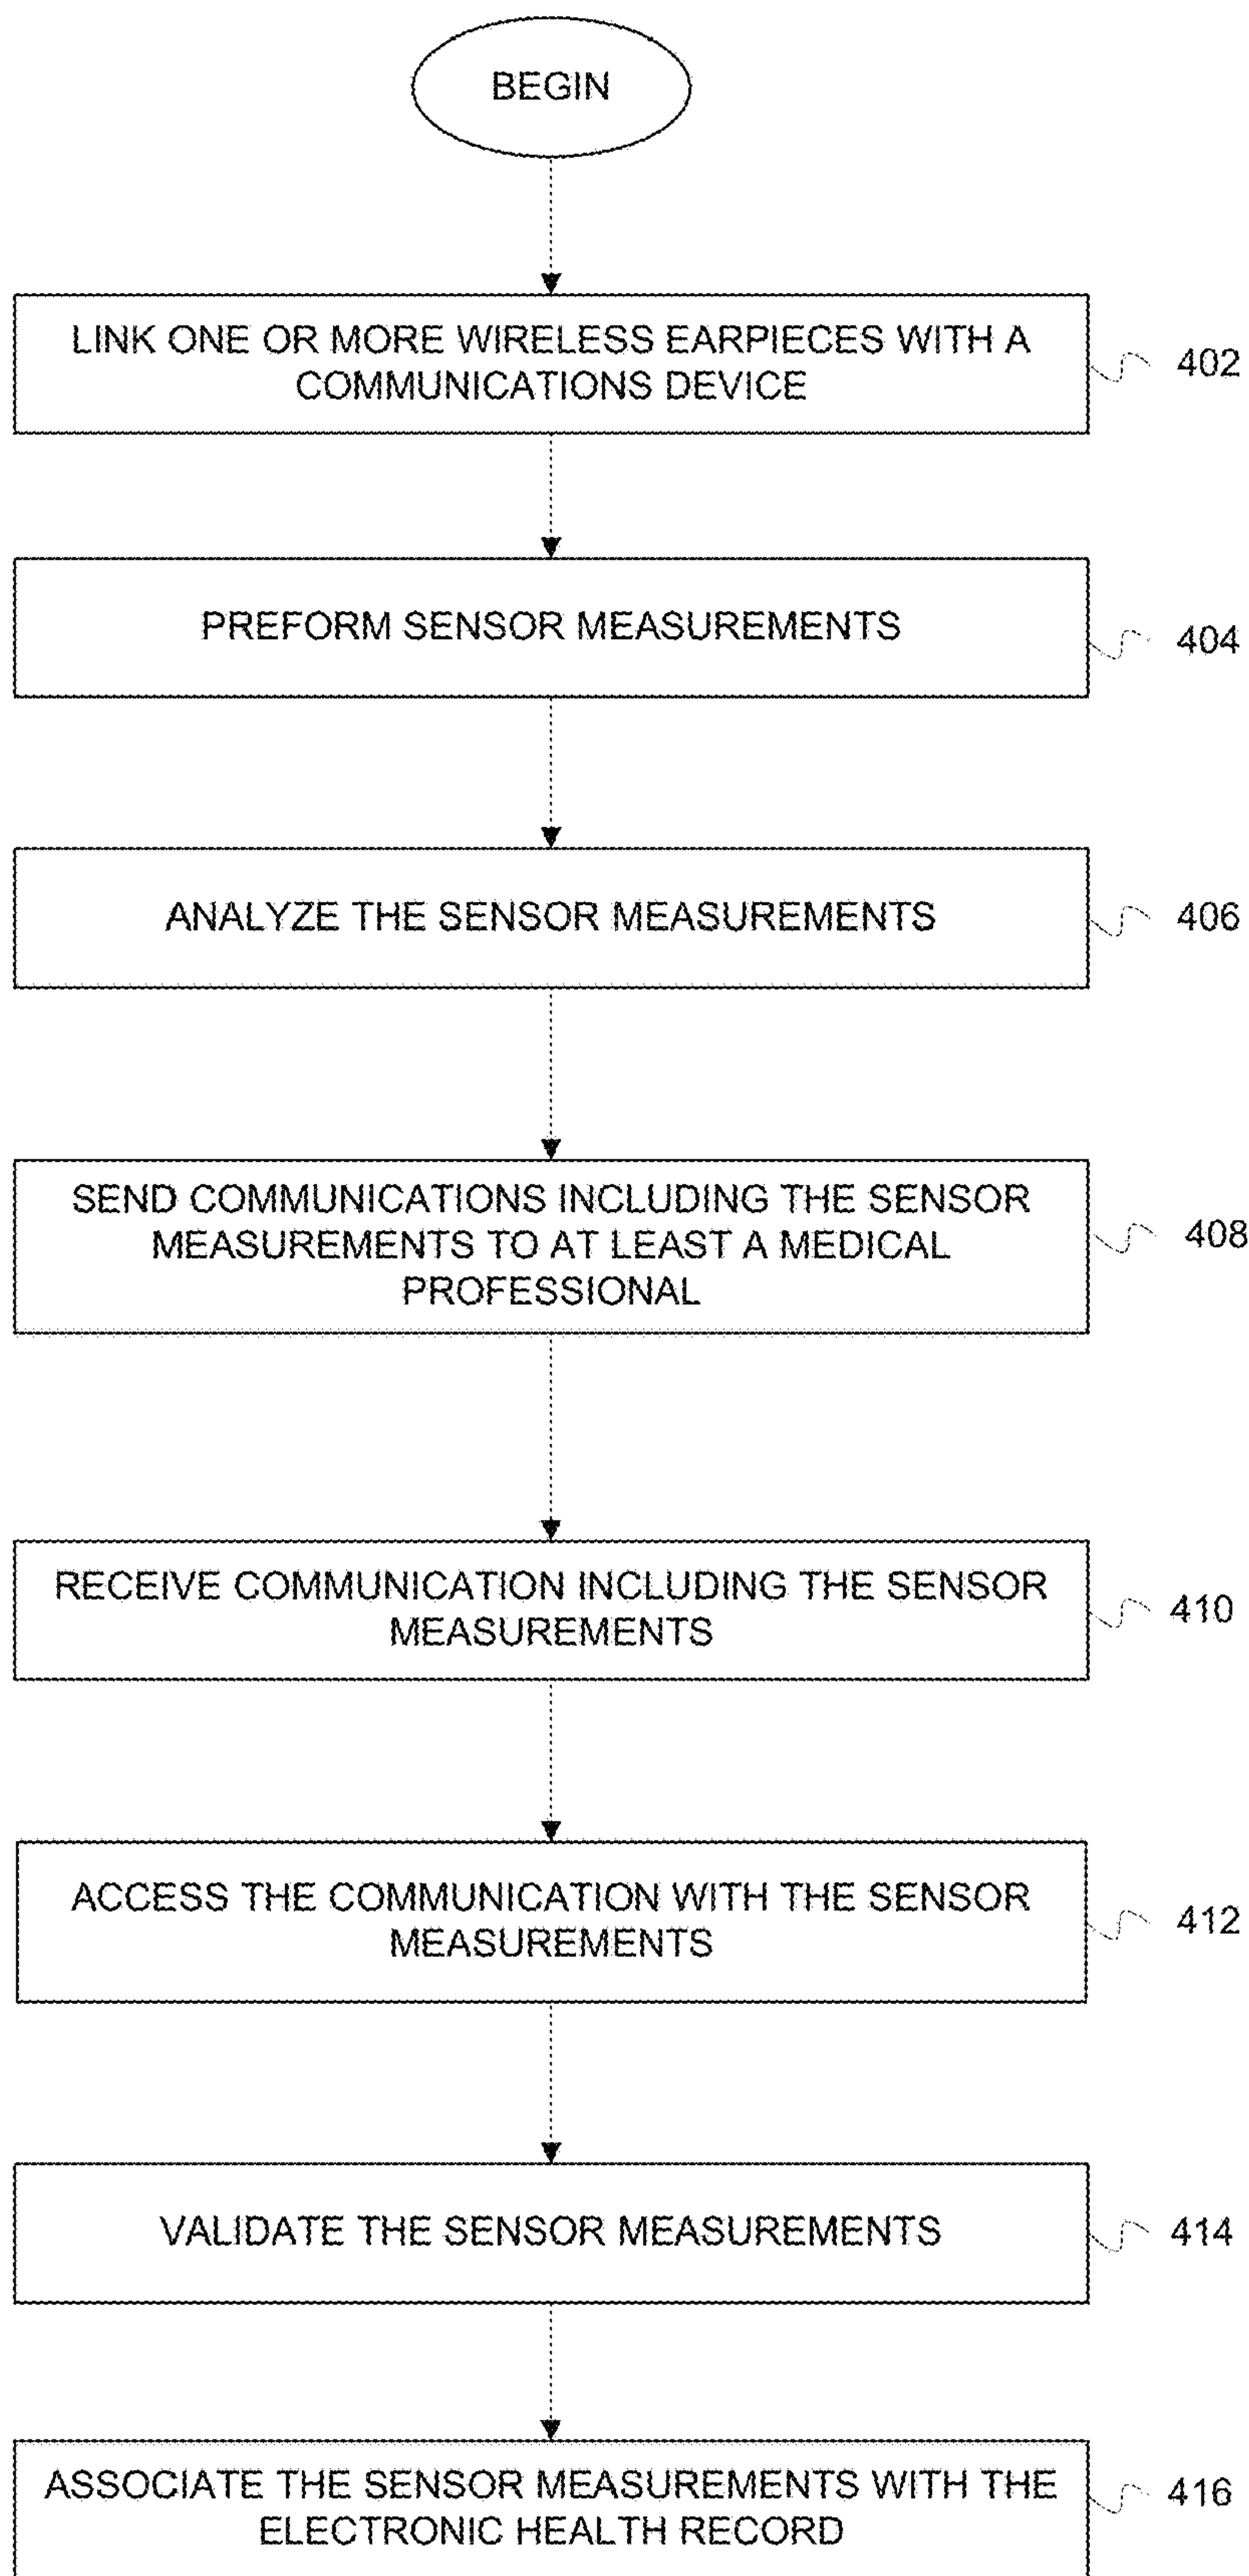 BEGIN
LINK ONE OR MORE WIRELESS EARPIECES WITH A
COMMUNICATIONS DEVICE
402
PREFORM SENSOR MEASUREMENTS
404
ANALYZE THE SENSOR MEASUREMENTS
406
SEND COMMUNICATIONS INCLUDING THE SENSOR
MEASUREMENTS TO AT LEAST A MEDICAL
PROFESSIONAL
408
RECEIVE COMMUNICATION INCLUDING THE SENSOR
MEASUREMENTS
410
ACCESS THE COMMUNICATION WITH THE SENSOR
MEASUREMENTS
412
VALIDATE THE SENSOR MEASUREMENTS
414
ASSOCIATE THE SENSOR MEASUREMENTS WITH THE
ELECTRONIC HEALTH RECORD
416